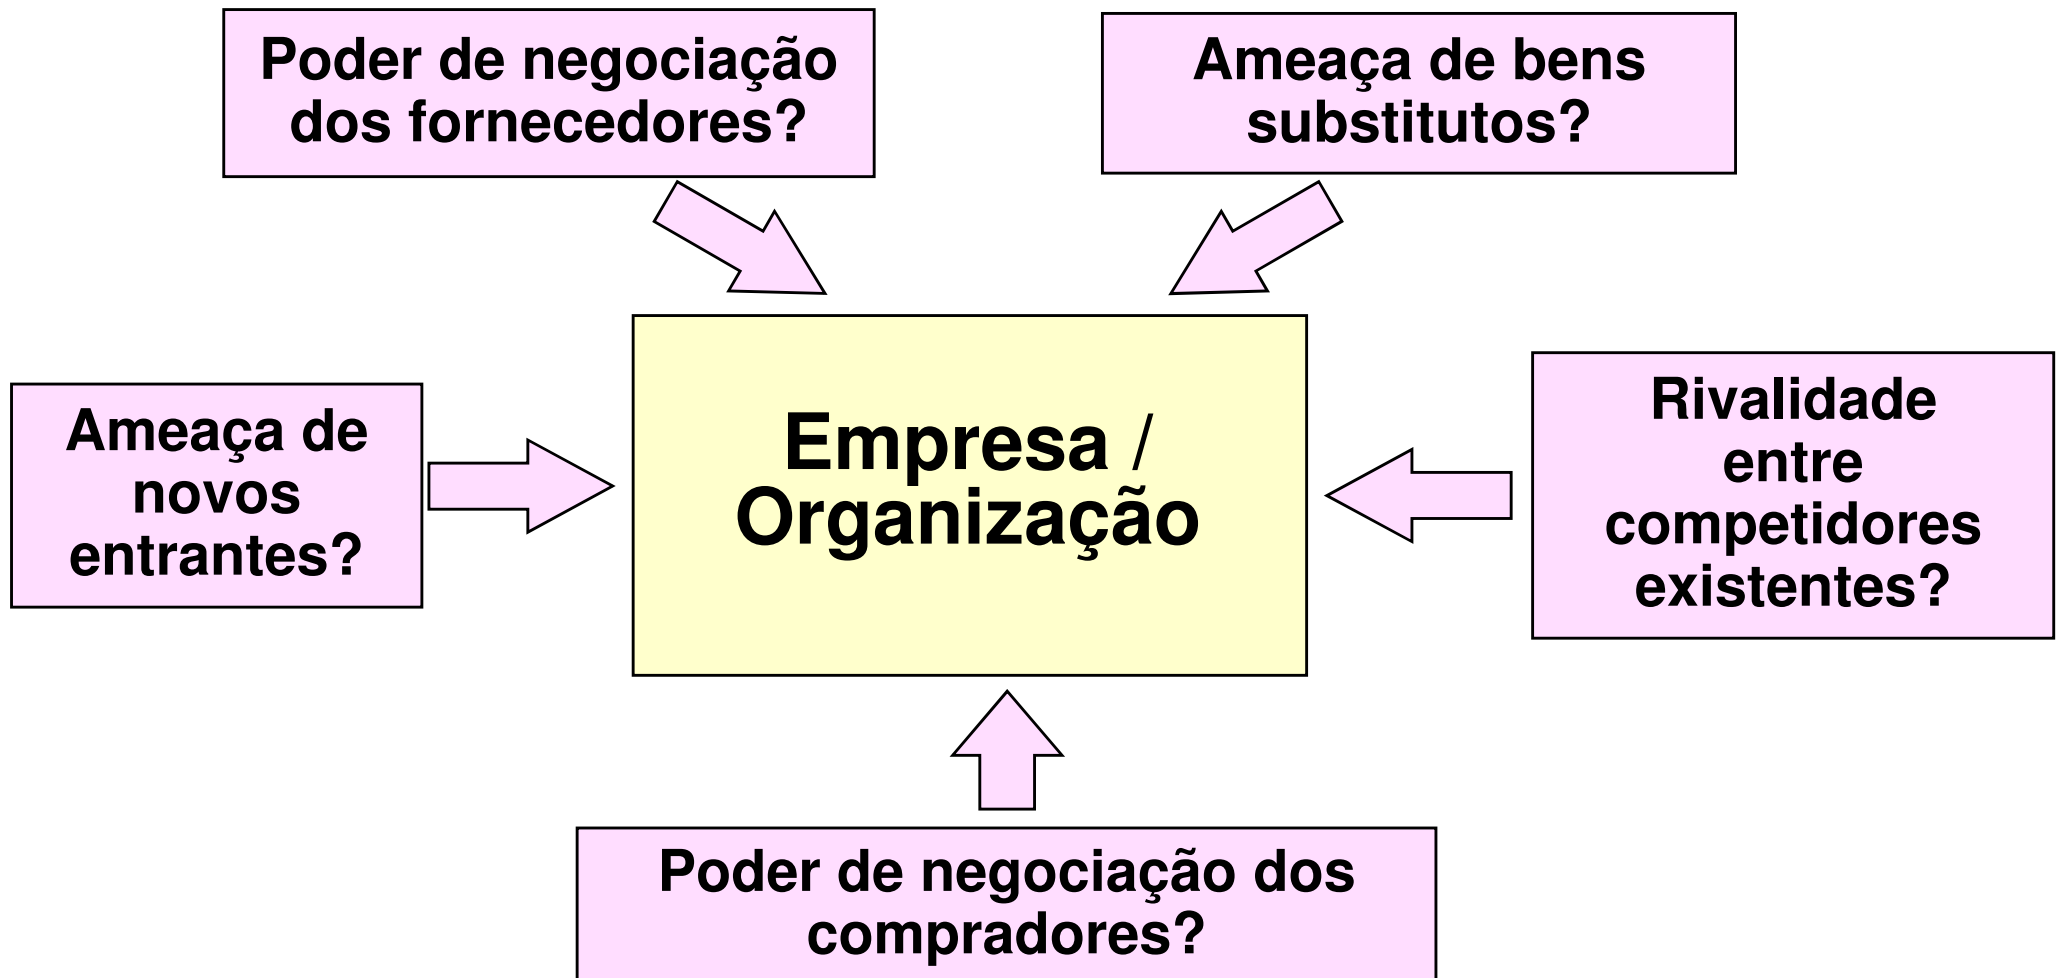 Poder de negociação
dos fornecedores?
Ameaça de bens
substitutos?
Ameaça de
novos
entrantes?
Empresa /
Organização
Rivalidade
entre
competidores
existentes?
Poder de negociação dos
compradores?